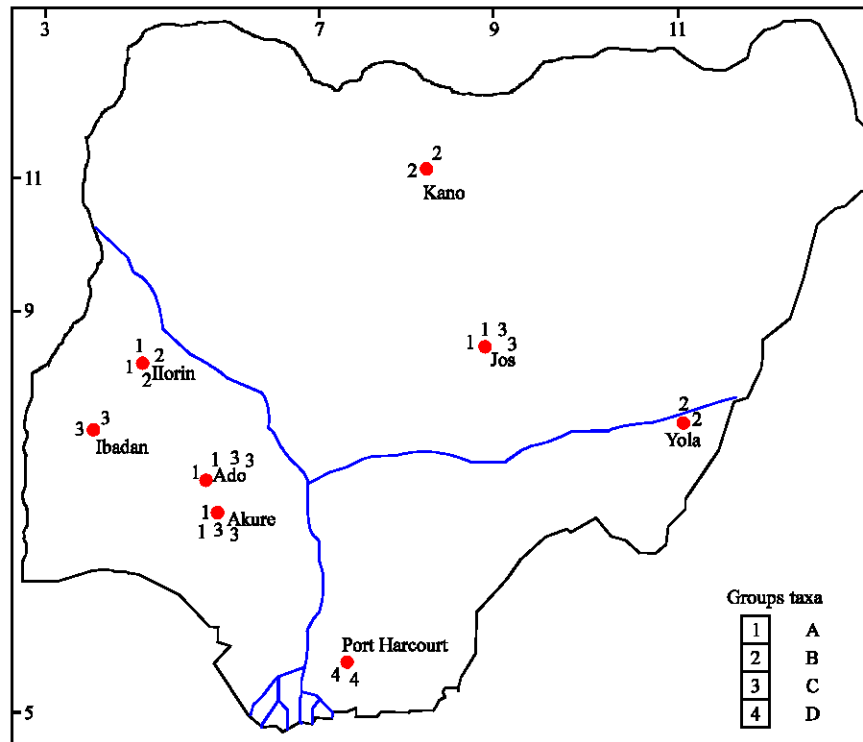 3 7 9 11
11
2 2
Kano
9
1 1 3 3
Jos
1 1 2 2
Ilorin
3 3
Ibadan
2 2
Yola
1 1 3 3
Ado
1
Akure
1 3 3
Groups taxa
1 A
2 B
3 C
4 D
Port Harcourt
4 4
5